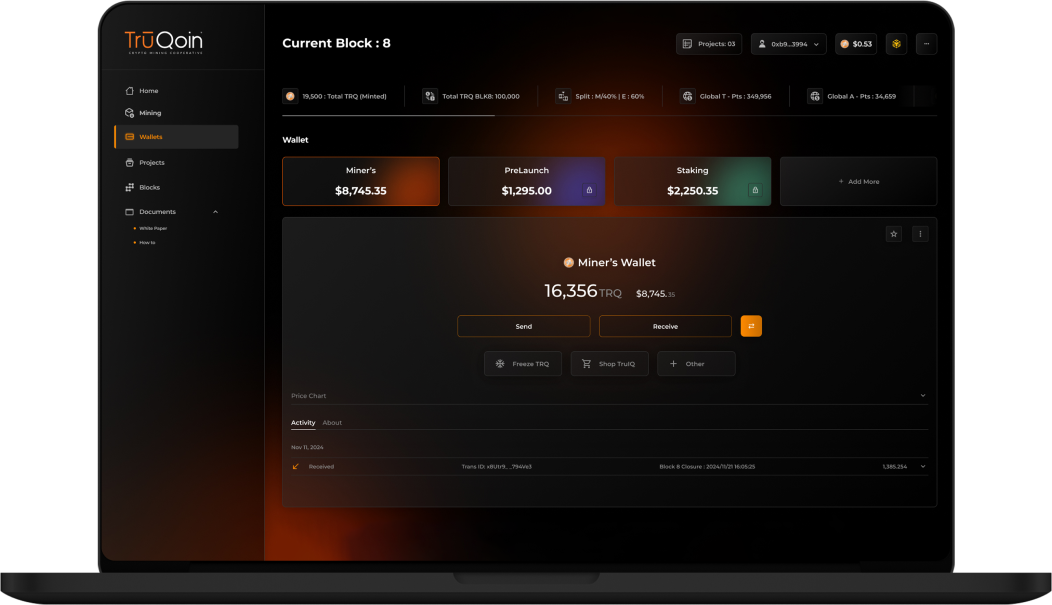 TrūQoin
CRYPTO MINING COOPERATIVE
Home
Mining
Wallets
Projects
Blocks
Documents
White Paper
How to
Current Block : 8
Projects: 03
0xb9...3994
$0.53
19,500 : Total TRQ (Minted)
Total TRQ BLK8: 100,000
Split : M/40% | E : 60%
Global T - Pts : 349,956
Global A - Pts : 34,659
Wallet
Miner's
$8,745.35
PreLaunch
$1,295.00
Staking
$2,250.35
+ Add More
Miner's Wallet
16,356 TRQ $8,745.35
Send
Receive
Freeze TRQ
Shop TruIQ
Other
Price Chart
Activity About
Nov 11, 2024
Received
Trans ID: x8Utr9_ _794Ve3
Block 8 Closure : 2024/11/21 16:05:25
1,385.254